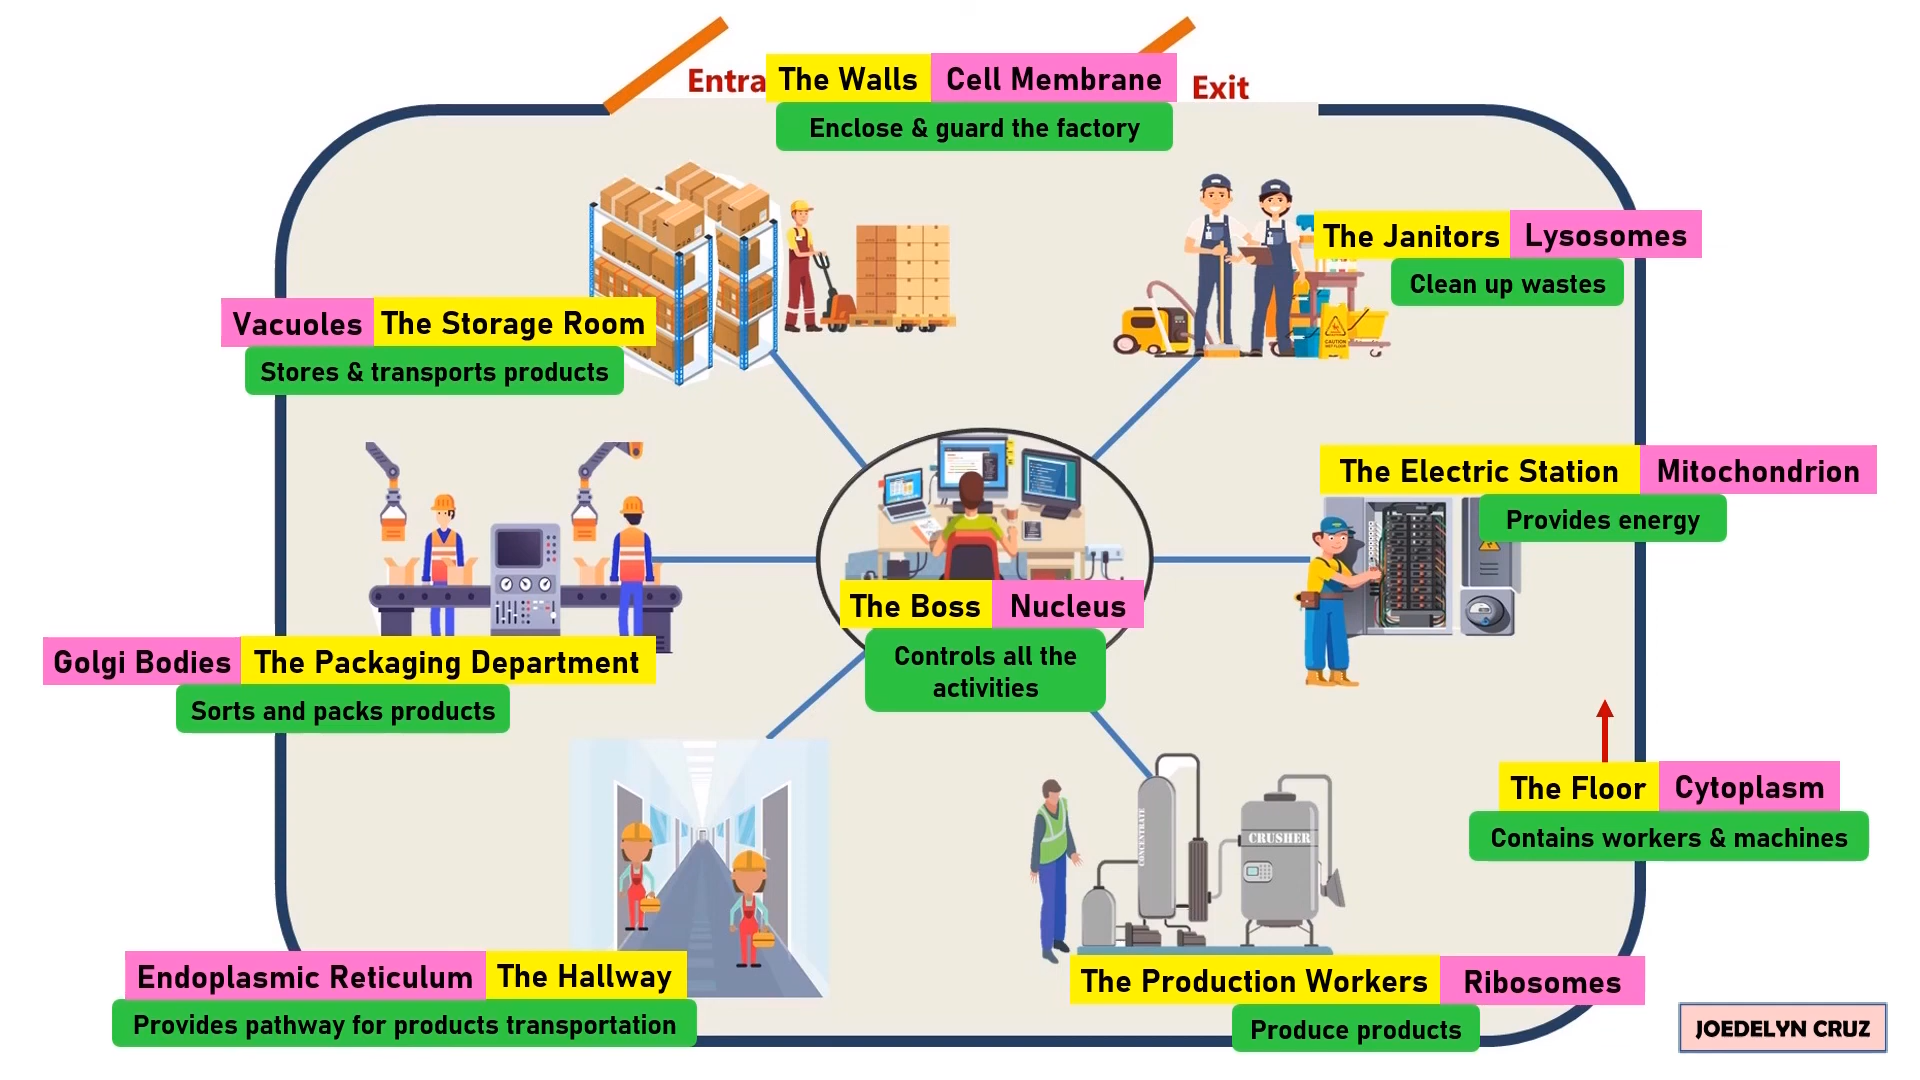 Entra
The Walls Cell Membrane
Exit
Enclose & guard the factory
The Janitors Lysosomes
Clean up wastes
Vacuoles The Storage Room
Stores & transports products
The Electric Station Mitochondrion
Provides energy
The Boss Nucleus
Controls all the
activities
Golgi Bodies The Packaging Department
Sorts and packs products
The Floor Cytoplasm
Contains workers & machines
CONCENTRATE
CRUSHER
Endoplasmic Reticulum The Hallway
Provides pathway for products transportation
The Production Workers Ribosomes
Produce products
JOEDELYN CRUZ